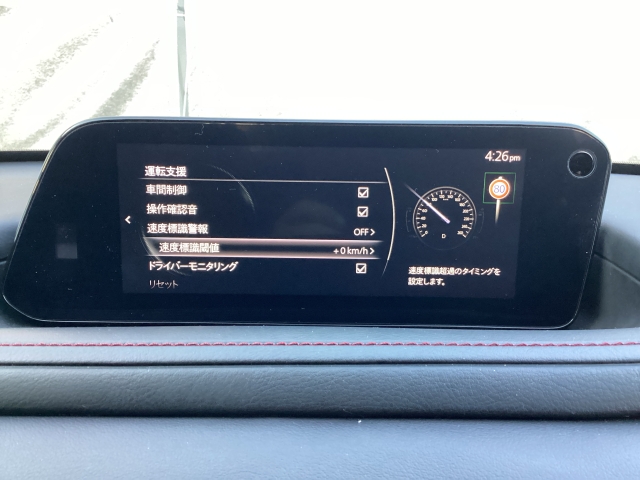 4:26pm
運転支援
車間制御
操作確認音
速度標識警報 OFF>
速度標識閾値 +0km/h>
ドライバーモニタリング
リセット
80
D
速度標識超過のタイミングを
設定します。